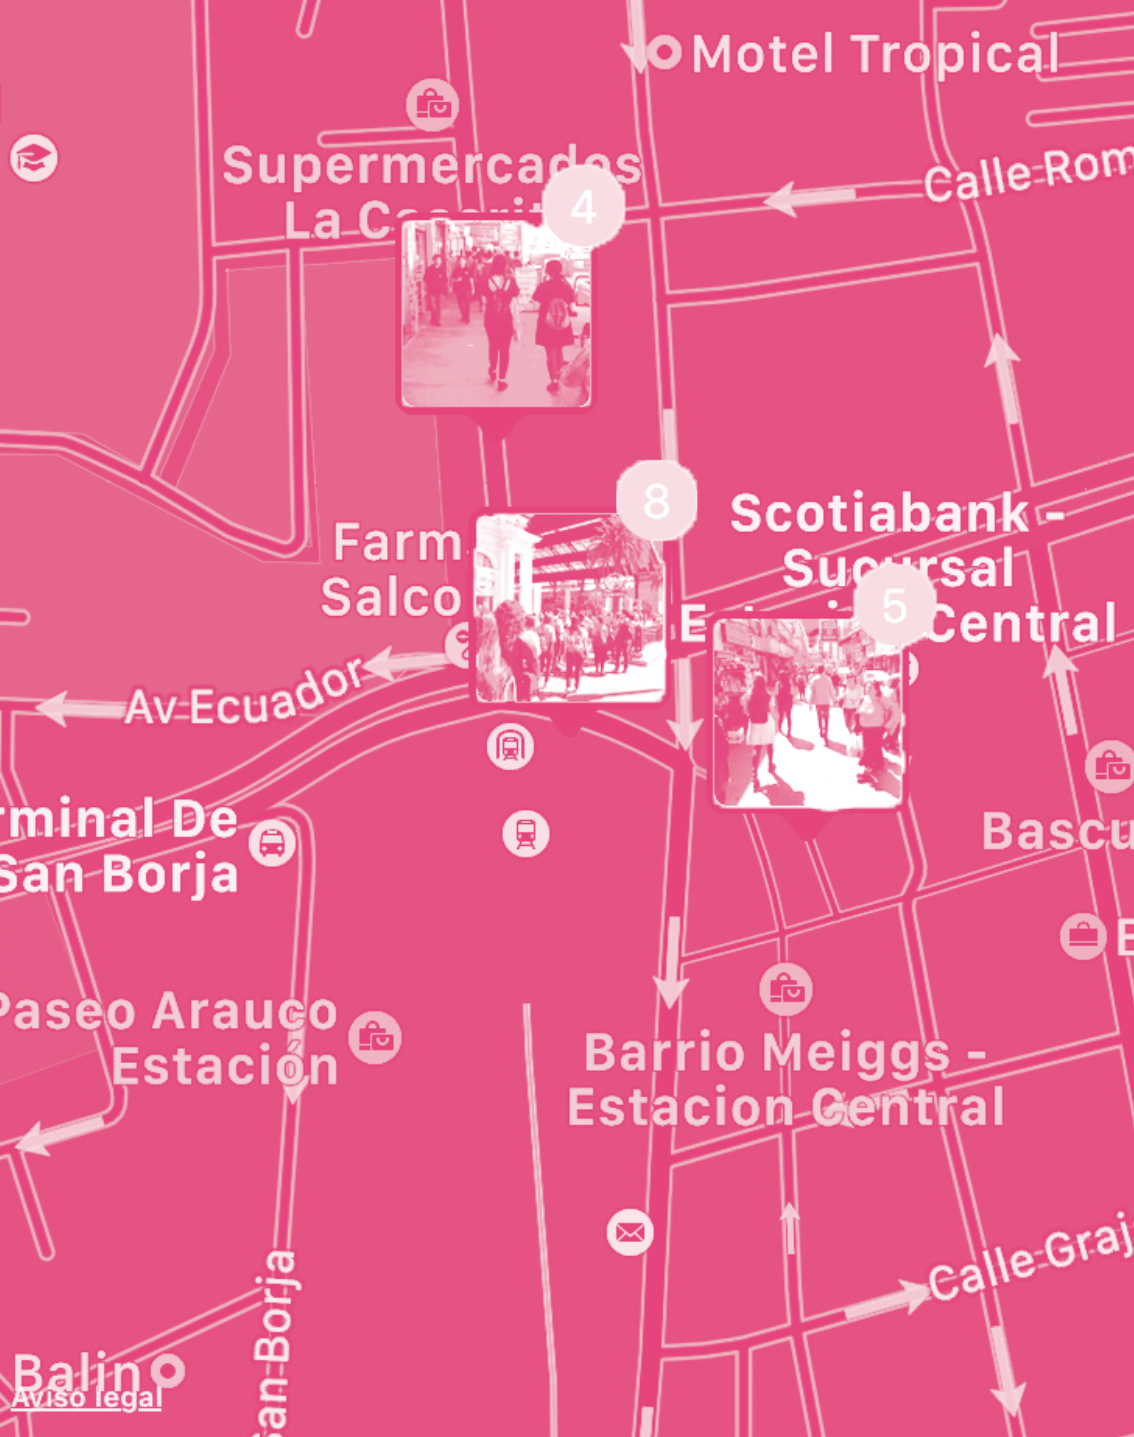 Motel Tropical
Calle Rom
Supermercados
La
4
8
Scotiabank -
Sucursal
Central
5
Farm
Salco
Av Ecuador
rminal De
San Borja
Bascu
Paseo Arauco
Estación
B
Barrio Meiggs -
Estacion Central
Calle Graj
San-Borja
Balin
Aviso legal